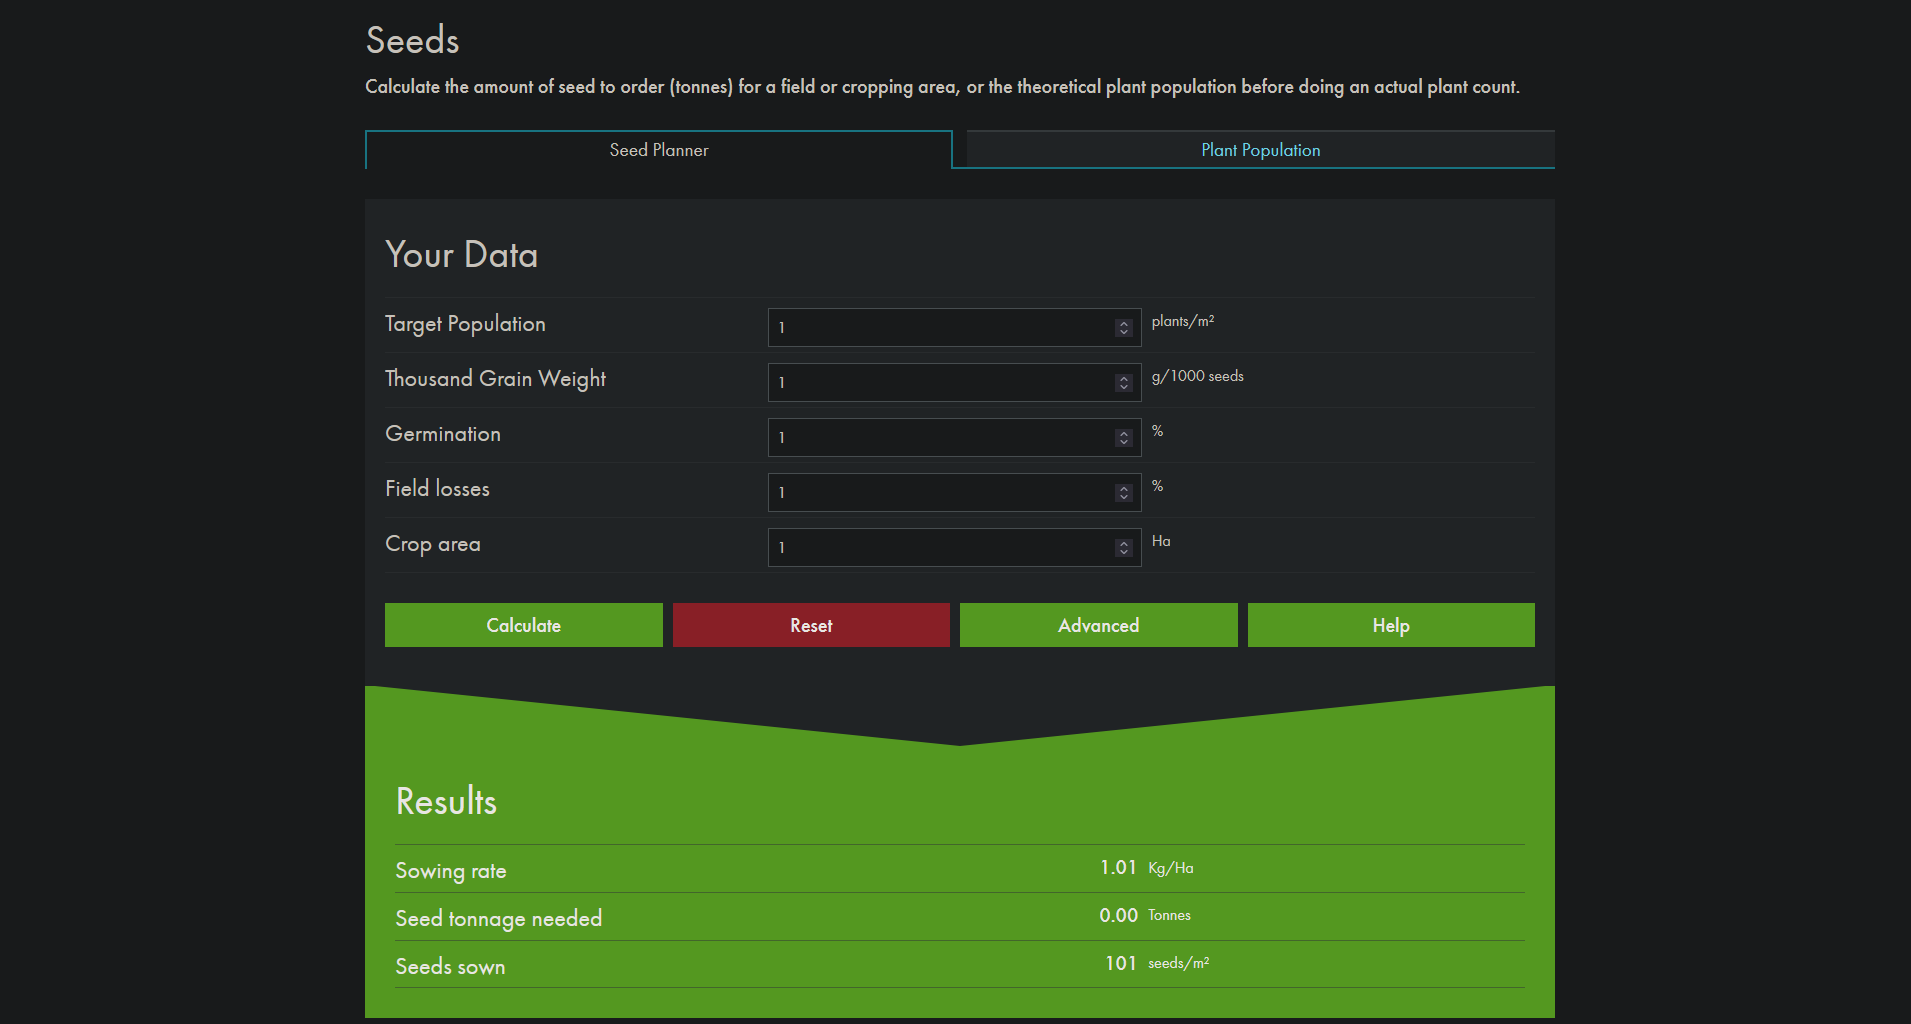 Seeds
Calculate the amount of seed to order (tonnes) for a field or cropping area, or the theoretical plant population before doing an actual plant count.
Seed Planner Plant Population
Your Data
Target Population 1 plants/m²
Thousand Grain Weight 1 g/1000 seeds
Germination 1 %
Field losses 1 %
Crop area 1 Ha
Calculate Reset Advanced Help
Results
Sowing rate 1.01 Kg/Ha
Seed tonnage needed 0.00 Tonnes
Seeds sown 101 seeds/m²